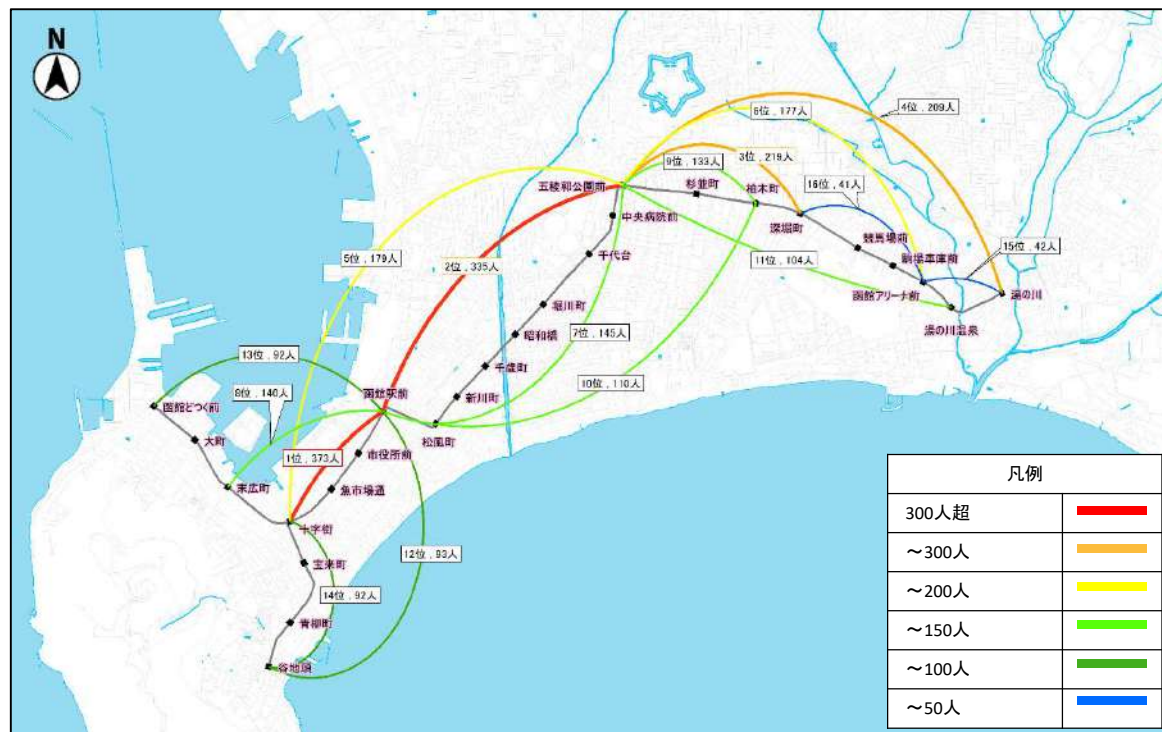 N
4位，209人
6位，177人
9位，133人
3位，219人
五稜郭公園前
杉並町
柏木町
16位，41人
中央病院前
深堀町
競馬場前
15位，42人
千代台
5位，179人
2位，335人
11位，104人
駒場車庫前
函館アリーナ前
湯の川
堀川町
湯の川温泉
昭和橋
7位，145人
13位，92人
千歳町
10位，110人
函館駅前
8位，140人
新川町
函館どつく前
松風町
大町
1位，373人
市役所前
末広町
魚市場通
十字街
12位，93人
宝来町
14位，92人
青柳町
谷地頭
凡例
300人超
～300人
～200人
～150人
～100人
～50人